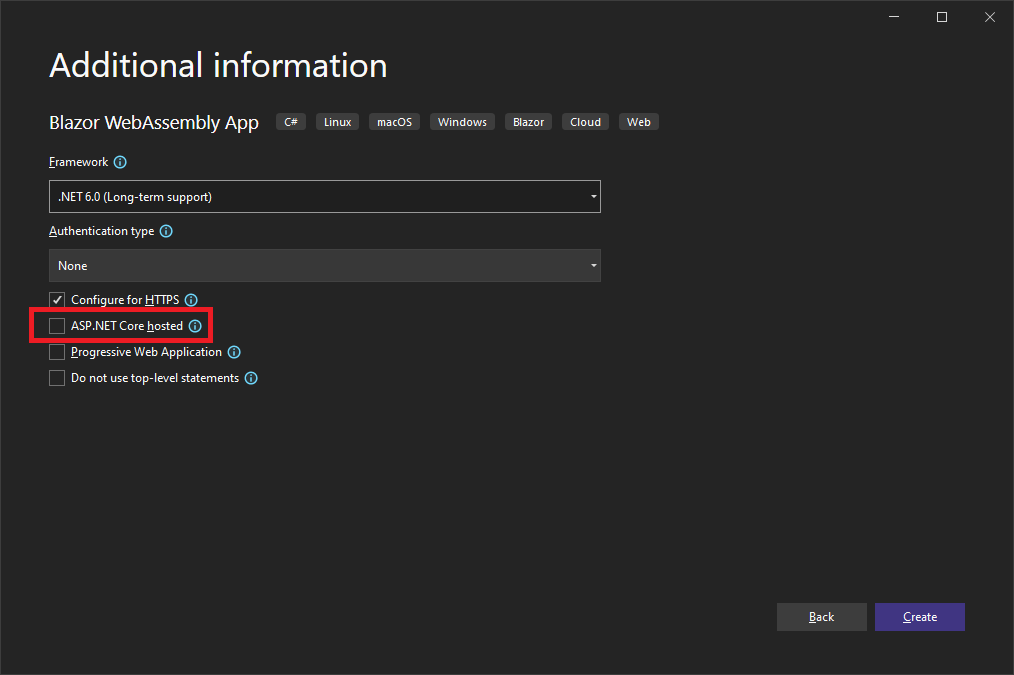 Additional information
Blazor WebAssembly App C# Linux macOS Windows Blazor Cloud Web
Framework
.NET 6.0 (Long-term support)
Authentication type
None
Configure for HTTPS
ASP.NET Core hosted
Progressive Web Application
Do not use top-level statements
Back Create